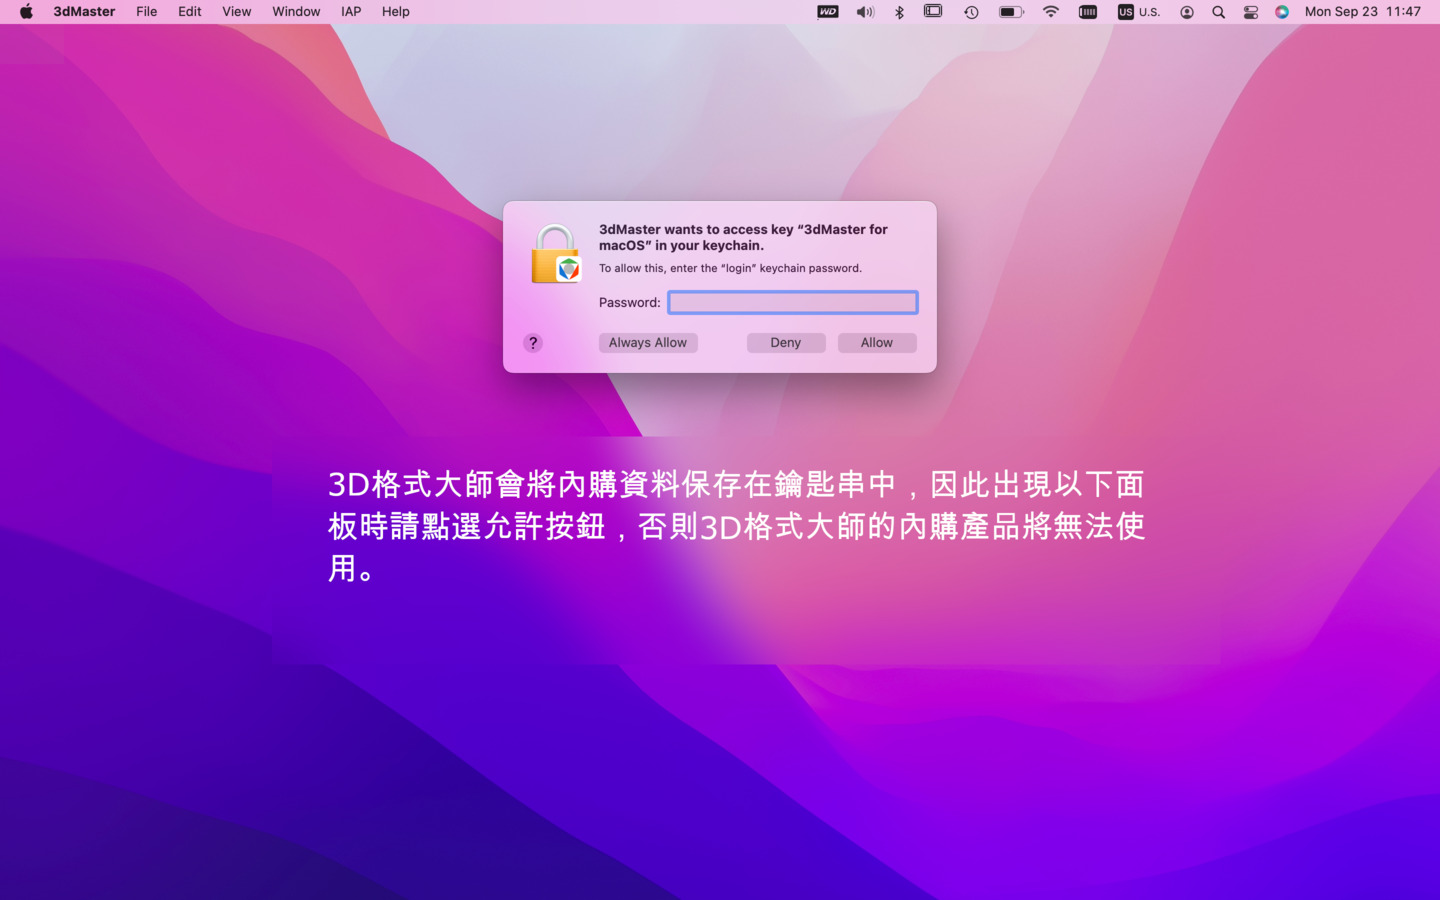 3dMaster File Edit View Window IAP Help WD US U.S. Mon Sep 23 11:47
3dMaster wants to access key “3dMaster for
macOS” in your keychain.
To allow this, enter the “login” keychain password.
Password:
? Always Allow Deny Allow
3D格式大師會將內購資料保存在鑰匙串中，因此出現以下面
板時請點選允許按鈕，否則3D格式大師的內購產品將無法使
用。